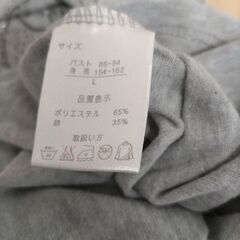 サイズ
バスト 86-94
身長 154-162
L
品質表示
ポリエステル 65%
綿 35%
取扱い方